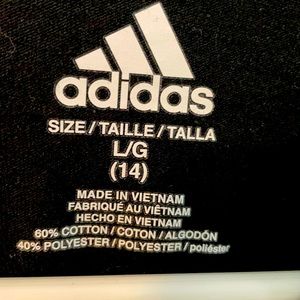 adidas
SIZE / TAILLE / TALLA
L/G
(14)
MADE IN VIETNAM
FABRIQUÉ AU VIÊTNAM
HECHO EN VIETNAM
60% COTTON / COTON / ALGODÓN
40% POLYESTER / POLYESTER / poliéster